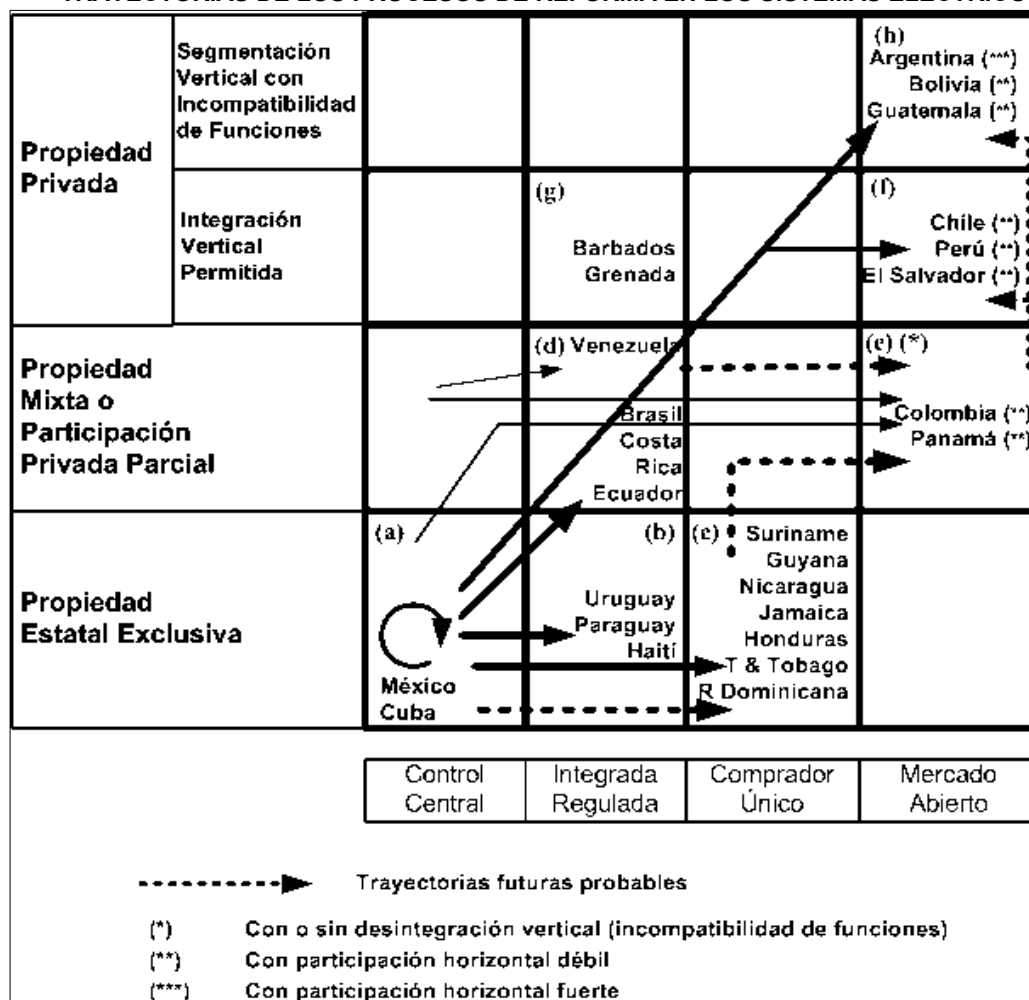 TRAYECTORIAS DE LOS PROCESOS DE REFORMA EN LOS SISTEMAS ELÉCTRICO
Segmentación
Vertical con
Incompatibilidad
de Funciones
(h)
Argentina (***)
Bolivia (**)
Guatemala (**)
Propiedad
Privada
Integración
Vertical
Permitida
(g)
Barbados
Grenada
(f)
Chile (**)
Perú (**)
El Salvador (**)
Propiedad
Mixta o
Participación
Privada Parcial
(d) Venezuela
Brasil
Costa
Rica
Ecuador
(e) (*)
Colombia (**)
Panamá (**)
Propiedad
Estatal Exclusiva
(a)
México
Cuba
(b)
Uruguay
Paraguay
Haití
(c)
Suriname
Guyana
Nicaragua
Jamaica
Honduras
T & Tobago
R Dominicana
Control
Central
Integrada
Regulada
Comprador
Único
Mercado
Abierto
Trayectorias futuras probables
(*) Con o sin desintegración vertical (incompatibilidad de funciones)
(**) Con participación horizontal débil
(***) Con participación horizontal fuerte